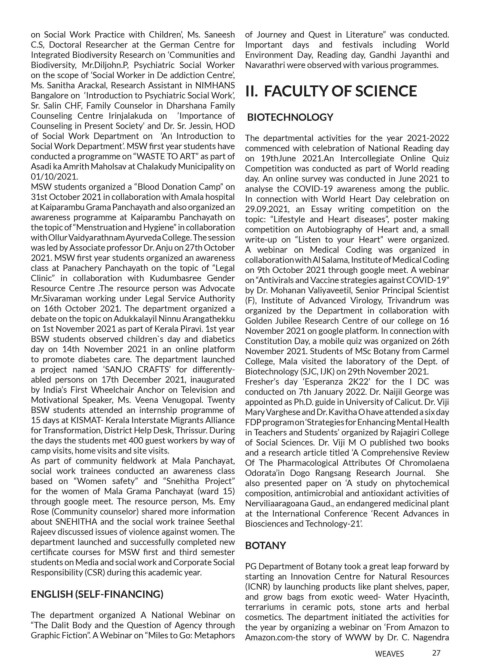 on Social Work Practice with Children’, Ms. Saneesh
C.S, Doctoral Researcher at the German Centre for
Integrated Biodiversity Research on ‘Communities and
Biodiversity, Mr.Diljohn.P, Psychiatric Social Worker
on the scope of ‘Social Worker in De addiction Centre’,
Ms. Sanitha Arackal, Research Assistant in NIMHANS
Bangalore on ‘Introduction to Psychiatric Social Work’,
Sr. Salin CHF, Family Counselor in Dharshana Family
Counseling Centre Irinjalakuda on ‘Importance of
Counseling in Present Society’ and Dr. Sr. Jessin, HOD
of Social Work Department on ‘An Introduction to
Social Work Department’. MSW first year students have
conducted a programme on “WASTE TO ART” as part of
Asadi ka Amrith Maholsav at Chalakudy Municipality on
01/10/2021.
MSW students organized a “Blood Donation Camp” on
31st October 2021 in collaboration with Amala hospital
at Kaiparambu Grama Panchayath and also organized an
awareness programme at Kaiparambu Panchayath on
the topic of “Menstruation and Hygiene” in collaboration
with Ollur Vaidyarathnam Ayurveda College. The session
was led by Associate professor Dr. Anju on 27th October
2021. MSW first year students organized an awareness
class at Panachery Panchayath on the topic of “Legal
Clinic” in collaboration with Kudumbasree Gender
Resource Centre .The resource person was Advocate
Mr.Sivaraman working under Legal Service Authority
on 16th October 2021. The department organized a
debate on the topic on Adukkalayil Ninnu Arangathekku
on 1st November 2021 as part of Kerala Piravi. 1st year
BSW students observed children`s day and diabetics
day on 14th November 2021 in an online platform
to promote diabetes care. The department launched
a project named ‘SANJO CRAFTS’ for differently-
abled persons on 17th December 2021, inaugurated
by India’s First Wheelchair Anchor on Television and
Motivational Speaker, Ms. Veena Venugopal. Twenty
BSW students attended an internship programme of
15 days at KISMAT- Kerala Interstate Migrants Alliance
for Transformation, District Help Desk, Thrissur. During
the days the students met 400 guest workers by way of
camp visits, home visits and site visits.
As part of community fieldwork at Mala Panchayat,
social work trainees conducted an awareness class
based on “Women safety” and “Snehitha Project”
for the women of Mala Grama Panchayat (ward 15)
through google meet. The resource person, Ms. Emy
Rose (Community counselor) shared more information
about SNEHITHA and the social work trainee Seethal
Rajeev discussed issues of violence against women. The
department launched and successfully completed new
certificate courses for MSW first and third semester
students on Media and social work and Corporate Social
Responsibility (CSR) during this academic year.
ENGLISH (SELF-FINANCING)
The department organized A National Webinar on
“The Dalit Body and the Question of Agency through
Graphic Fiction”. A Webinar on “Miles to Go: Metaphors
of Journey and Quest in Literature” was conducted.
Important days and festivals including World
Environment Day, Reading day, Gandhi Jayanthi and
Navarathri were observed with various programmes.
II. FACULTY OF SCIENCE
BIOTECHNOLOGY
The departmental activities for the year 2021-2022
commenced with celebration of National Reading day
on 19thJune 2021.An Intercollegiate Online Quiz
Competition was conducted as part of World reading
day. An online survey was conducted in June 2021 to
analyse the COVID-19 awareness among the public.
In connection with World Heart Day celebration on
29.09.2021, an Essay writing competition on the
topic: “Lifestyle and Heart diseases”, poster making
competition on Autobiography of Heart and, a small
write-up on “Listen to your Heart” were organized.
A webinar on Medical Coding was organized in
collaboration with Al Salama, Institute of Medical Coding
on 9th October 2021 through google meet. A webinar
on “Antivirals and Vaccine strategies against COVID-19”
by Dr. Mohanan Valiyaveetil, Senior Principal Scientist
(F), Institute of Advanced Virology, Trivandrum was
organized by the Department in collaboration with
Golden Jubilee Research Centre of our college on 16
November 2021 on google platform. In connection with
Constitution Day, a mobile quiz was organized on 26th
November 2021. Students of MSc Botany from Carmel
College, Mala visited the laboratory of the Dept. of
Biotechnology (SJC, IJK) on 29th November 2021.
Fresher’s day ‘Esperanza 2K22’ for the I DC was
conducted on 7th January 2022. Dr. Naijil George was
appointed as Ph.D. guide in University of Calicut. Dr. Viji
Mary Varghese and Dr. Kavitha O have attended a six day
FDP program on ‘Strategies for Enhancing Mental Health
in Teachers and Students’ organized by Rajagiri College
of Social Sciences. Dr. Viji M O published two books
and a research article titled ‘A Comprehensive Review
Of The Pharmacological Attributes Of Chromolaena
Odorata’in Dogo Rangsang Research Journal. She
also presented paper on ‘A study on phytochemical
composition, antimicrobial and antioxidant activities of
Nerviliaaragoana Gaud., an endangered medicinal plant
at the International Conference ‘Recent Advances in
Biosciences and Technology-21’.
BOTANY
PG Department of Botany took a great leap forward by
starting an Innovation Centre for Natural Resources
(ICNR) by launching products like plant shelves, paper,
and grow bags from exotic weed- Water Hyacinth,
terrariums in ceramic pots, stone arts and herbal
cosmetics. The department initiated the activities for
the year by organizing a webinar on ‘From Amazon to
Amazon.com-the story of WWW by Dr. C. Nagendra
WEAVES 27